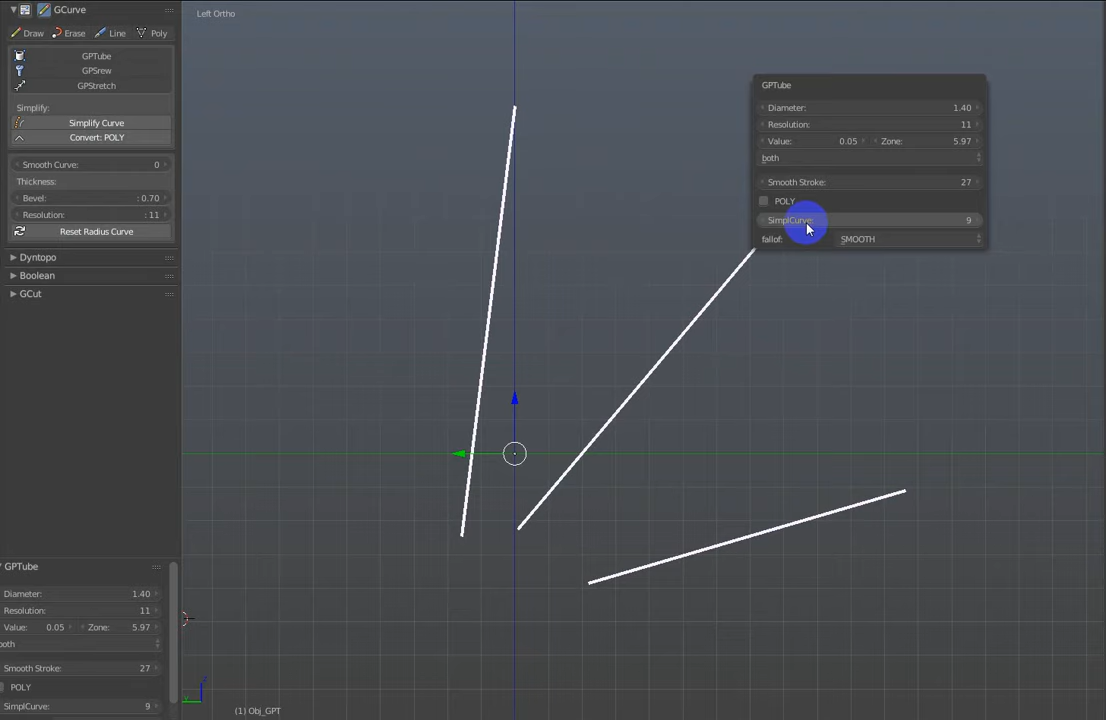 GCurve
Draw Erase Line Poly
GPTube
GPSrew
GPStretch
Simplify:
Simplify Curve
Convert: POLY
Smooth Curve: 0
Thickness:
Bevel: : 0.70
Resolution: : 11
Reset Radius Curve
Dyntopo
Boolean
GCut
GPTube
Diameter: 1.40
Resolution: 11
Value: 0.05 Zone: 5.97
ooth
Smooth Stroke: 27
POLY
SimplCurve: 9
Left Ortho
GPTube
Diameter: 1.40
Resolution: 11
Value: 0.05 Zone: 5.97
both
Smooth Stroke: 27
POLY
SimplCurve: 9
fallof: SMOOTH
(1) Obj_GPT